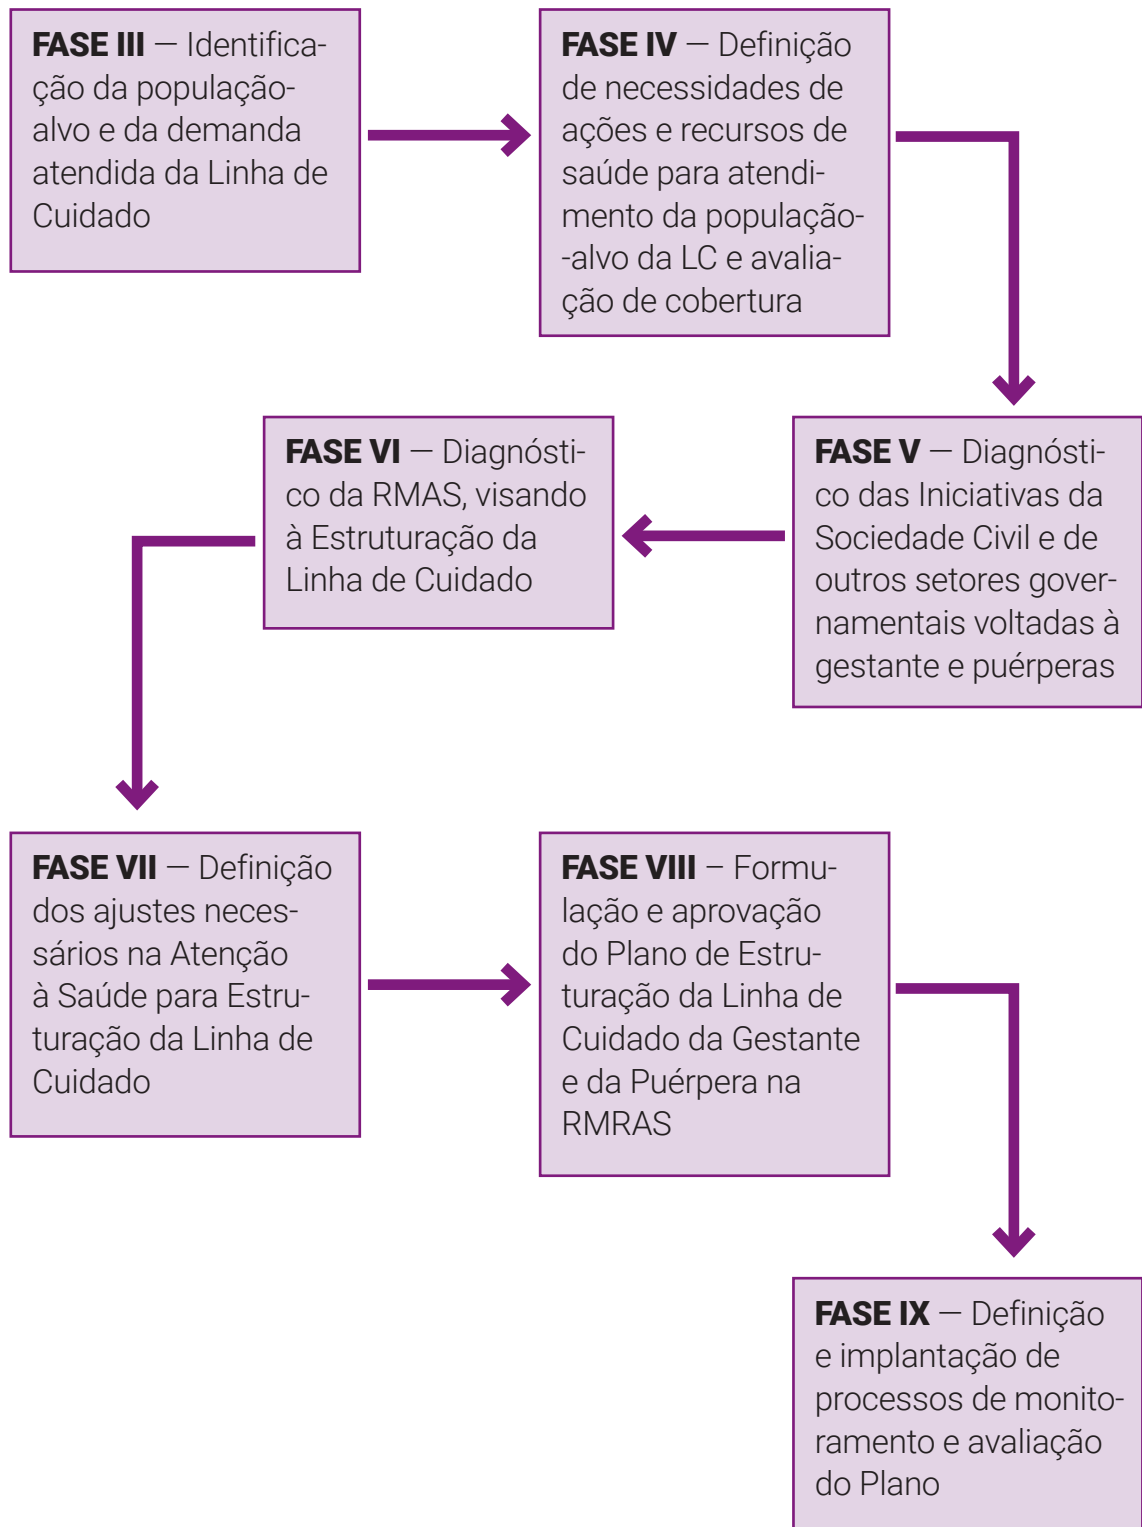 FASE III — Identifica-
ção da população-
alvo e da demanda
atendida da Linha de
Cuidado
FASE IV — Definição
de necessidades de
ações e recursos de
saúde para atendi-
mento da população-
-alvo da LC e avalia-
ção de cobertura
FASE V — Diagnósti-
co das Iniciativas da
Sociedade Civil e de
outros setores gover-
namentais voltadas à
gestante e puérperas
FASE VI — Diagnósti-
co da RMAS, visando
à Estruturação da
Linha de Cuidado
FASE VII — Definição
dos ajustes neces-
sários na Atenção
à Saúde para Estru-
turação da Linha de
Cuidado
FASE VIII – Formu-
lação e aprovação
do Plano de Estru-
turação da Linha de
Cuidado da Gestante
e da Puérpera na
RMRAS
FASE IX — Definição
e implantação de
processos de monito-
ramento e avaliação
do Plano